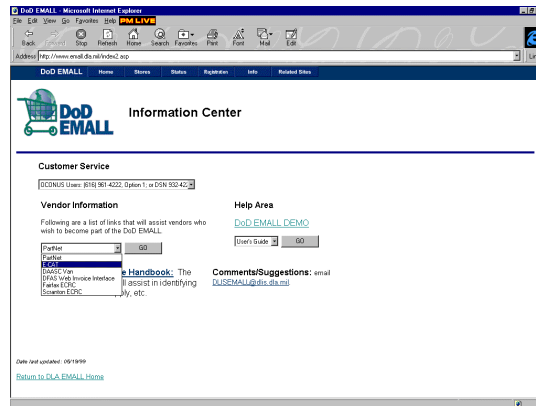 DoD EMALL - Microsoft Internet Explorer
File Edit View Go Favorites Help PM LIVE
Back Stop Refresh Home Search Favorites Print Font Mail Edit
Address http://www.emall.dla.mil/index2.asp
DoD EMALL Home Stores Status Registration Info Related Sites
DoD
EMALL
Information Center
Customer Service
OCONUS Users: (616) 961-4222, Option 1; or DSN 932-422
Vendor Information
Help Area
Following are a list of links that will assist vendors who
wish to become part of the DoD EMALL
DoD EMALL DEMO
PartNet GO
User's Guide GO
PartNet
E CAT
DAASC Van
DFAS Web Invoice Interface
Fairfax ECRC
Scranton ECRC
Handbook: The
assist in identifying
etc.
Comments/Suggestions: email
DLISEMALL@dlis.dla.mil
Date last updated: 08/19/99
Return to DLA EMALL Home